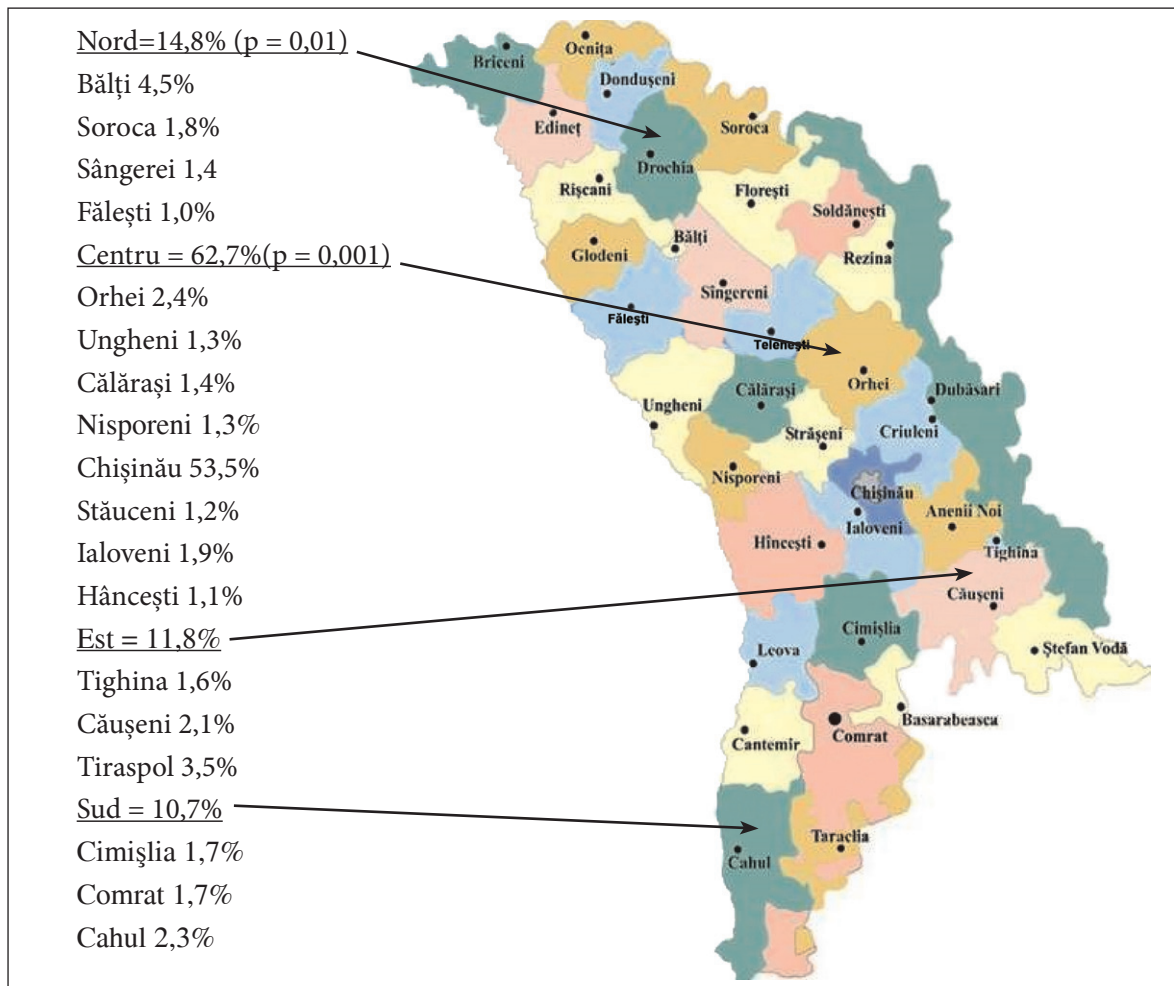 Nord=14,8% (p = 0,01)
Bălți 4,5%
Soroca 1,8%
Sângerei 1,4
Fălești 1,0%
Centru = 62,7%(p = 0,001)
Orhei 2,4%
Ungheni 1,3%
Călărași 1,4%
Nisporeni 1,3%
Chișinău 53,5%
Stăuceni 1,2%
Ialoveni 1,9%
Hâncești 1,1%
Est = 11,8%
Tighina 1,6%
Căușeni 2,1%
Tiraspol 3,5%
Sud = 10,7%
Cimişlia 1,7%
Comrat 1,7%
Cahul 2,3%
Ocnița
Briceni
Dondușeni
Edineț
Soroca
Drochia
Rișcani
Florești
Soldănești
Bălți
Glodeni
Rezina
Sîngereni
Fălești
Telenești
Orhei
Călărași
Dubăsari
Ungheni
Criuleni
Strășeni
Nisporeni
Chișinău
Anenii Noi
Ialoveni
Hîncești
Tighina
Căușeni
Cimișlia
Leova
Ștefan Vodă
Basarabeasca
Cantemir
Comrat
Taraclia
Cahul